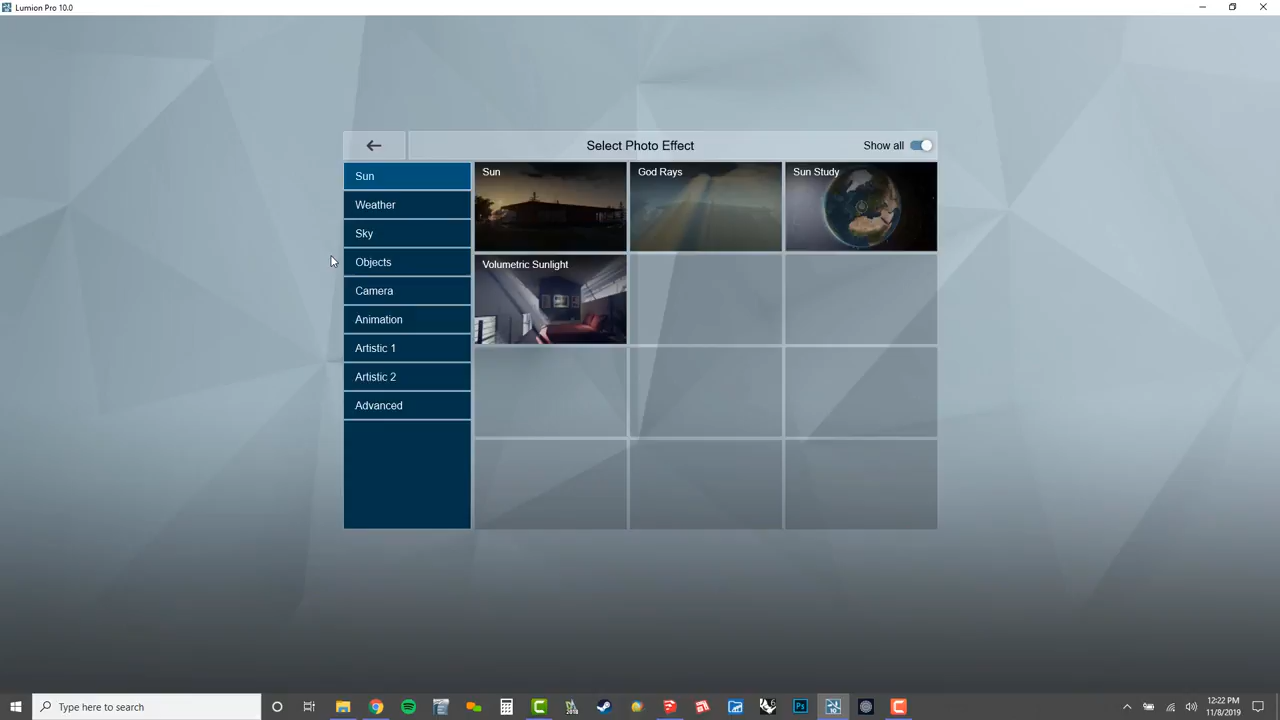 Lumion Pro 10.0
Select Photo Effect
Show all
Sun
Weather
Sky
Objects
Camera
Animation
Artistic 1
Artistic 2
Advanced
Sun
God Rays
Sun Study
Volumetric Sunlight
Type here to search
12:22 PM
11/8/2019